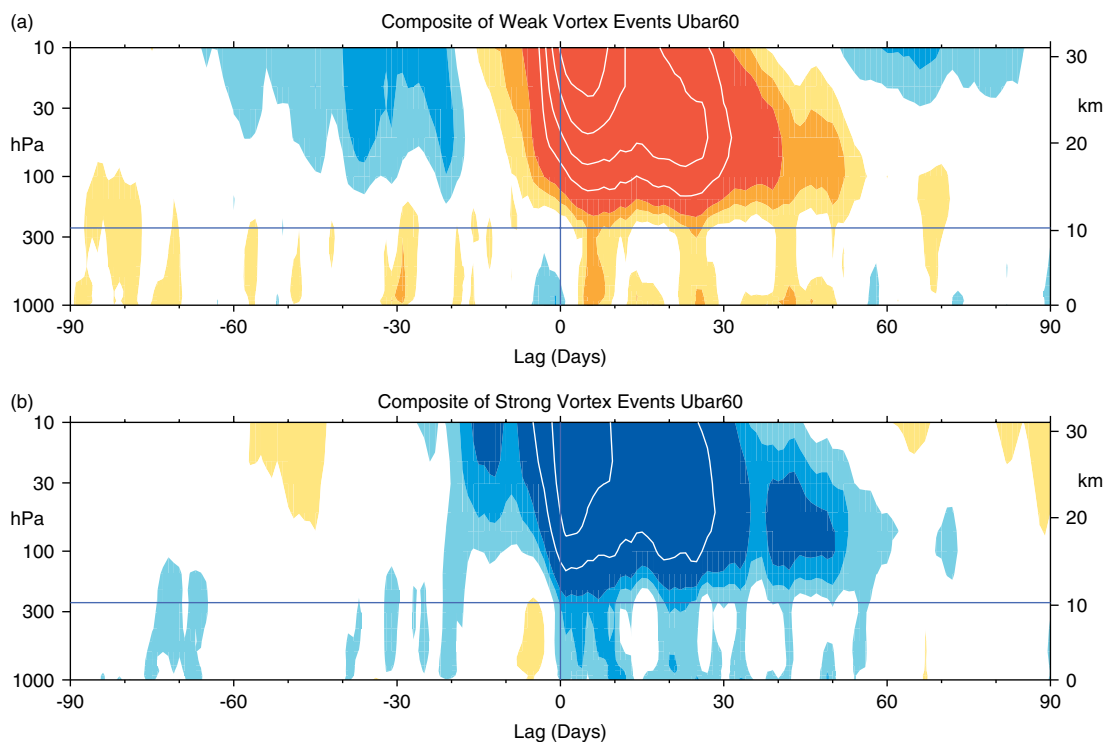 (a)
Composite of Weak Vortex Events Ubar60
10
30
hPa
100
300
1000
30
km
20
10
0
-90 -60 -30 0 30 60 90
Lag (Days)
(b)
Composite of Strong Vortex Events Ubar60
10
30
hPa
100
300
1000
30
km
20
10
0
-90 -60 -30 0 30 60 90
Lag (Days)